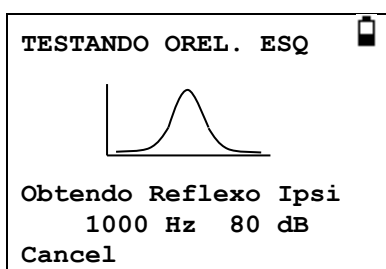 TESTANDO OREL. ESQ
Obtendo Reflexo Ipsi
1000 Hz 80 dB
Cancel